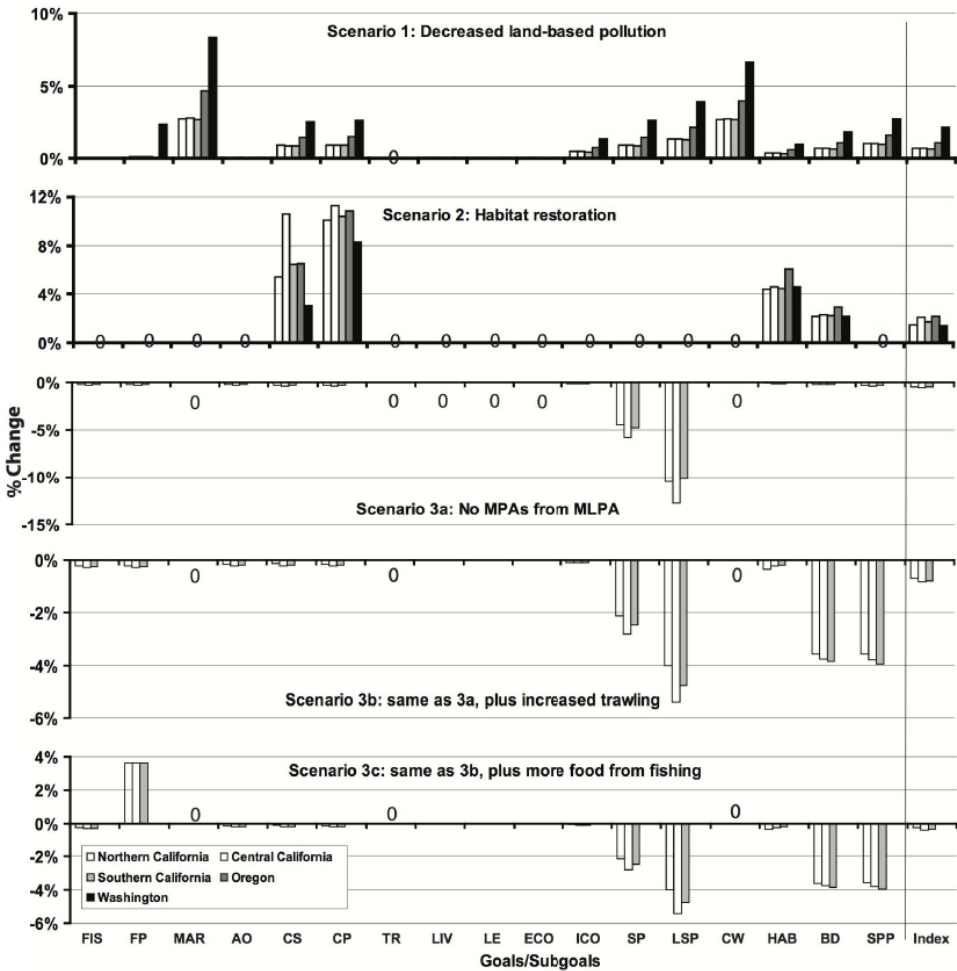 10%
Scenario 1: Decreased land-based pollution
5%
0%
0
12%
Scenario 2: Habitat restoration
8%
4%
0%
0 0 0 0 0 0 0 0 0 0 0 0
0%
0 0 0 0 0 0
-5%
-10%
Scenario 3a: No MPAs from MLPA
-15%
% Change
0%
0 0 0
-2%
-4%
Scenario 3b: same as 3a, plus increased trawling
-6%
4%
Scenario 3c: same as 3b, plus more food from fishing
2%
0 0 0
0%
-2%
Northern California Central California
Southern California Oregon
Washington
-4%
-6%
FIS FP MAR AO CS CP TR LIV LE ECO ICO SP LSP CW HAB BD SPP Index
Goals/Subgoals